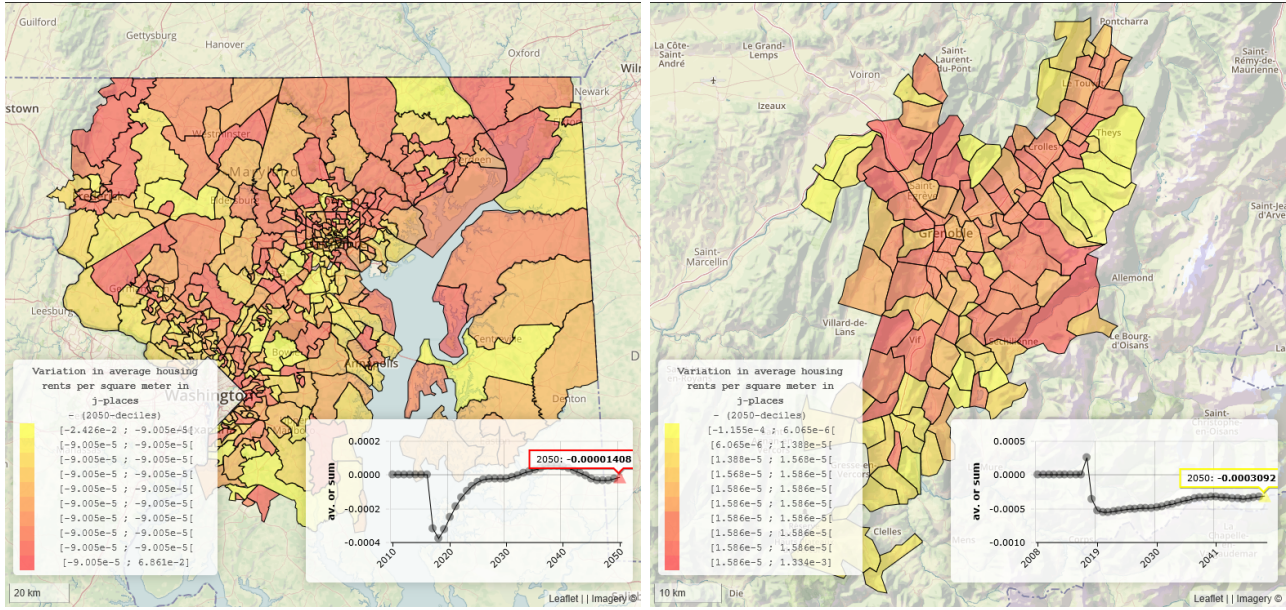 Guilford
Gettysburg
Hanover
Oxford
Newark
stown
Westminster
Maryland
Eldersburg
Frederick
Leesburg
Annapolis
Centreville
Denton
Washington
Variation in average housing
rents per square meter in
j-places
- (2050-deciles)
[-2.426e-2 ; -9.005e-5[
[-9.005e-5 ; -9.005e-5[
[-9.005e-5 ; -9.005e-5[
[-9.005e-5 ; -9.005e-5[
[-9.005e-5 ; -9.005e-5[
[-9.005e-5 ; -9.005e-5[
[-9.005e-5 ; -9.005e-5[
[-9.005e-5 ; -9.005e-5[
[-9.005e-5 ; -9.005e-5[
[-9.005e-5 ; 6.861e-2]
av. or sum
0.0002
0.0000
-0.0002
-0.0004
2050: -0.00001408
2010
2020
2030
2040
2050
20 km
Leaflet | | Imagery ©
Pontcharra
La Côte-
Saint-
André
Le Grand-
Lemps
Voiron
Saint-
Laurent-
du-Pont
Saint-
Rémy-de-
Maurienne
Izeaux
Le Touvet
Theys
Crolles
Saint-
Egrève
Grenoble
Saint-
Marcellin
Allemond
Villard-de-
Lans
Vif
Séchilienne
Le Bourg-
d'Oisans
Variation in average housing
rents per square meter in
j-places
- (2050-deciles)
[-1.155e-4 ; 6.065e-6[
[6.065e-6 ; 1.388e-5[
[1.388e-5 ; 1.568e-5[
[1.568e-5 ; 1.586e-5[
[1.586e-5 ; 1.586e-5[
[1.586e-5 ; 1.586e-5[
[1.586e-5 ; 1.586e-5[
[1.586e-5 ; 1.586e-5[
[1.586e-5 ; 1.586e-5[
[1.586e-5 ; 1.334e-3]
Gresse-en-
Vercors
Clelles
Mens
Die
av. or sum
0.0005
0.0000
-0.0005
-0.0010
2050: -0.0003092
2008
2019
2030
2041
10 km
Leaflet | | Imagery ©